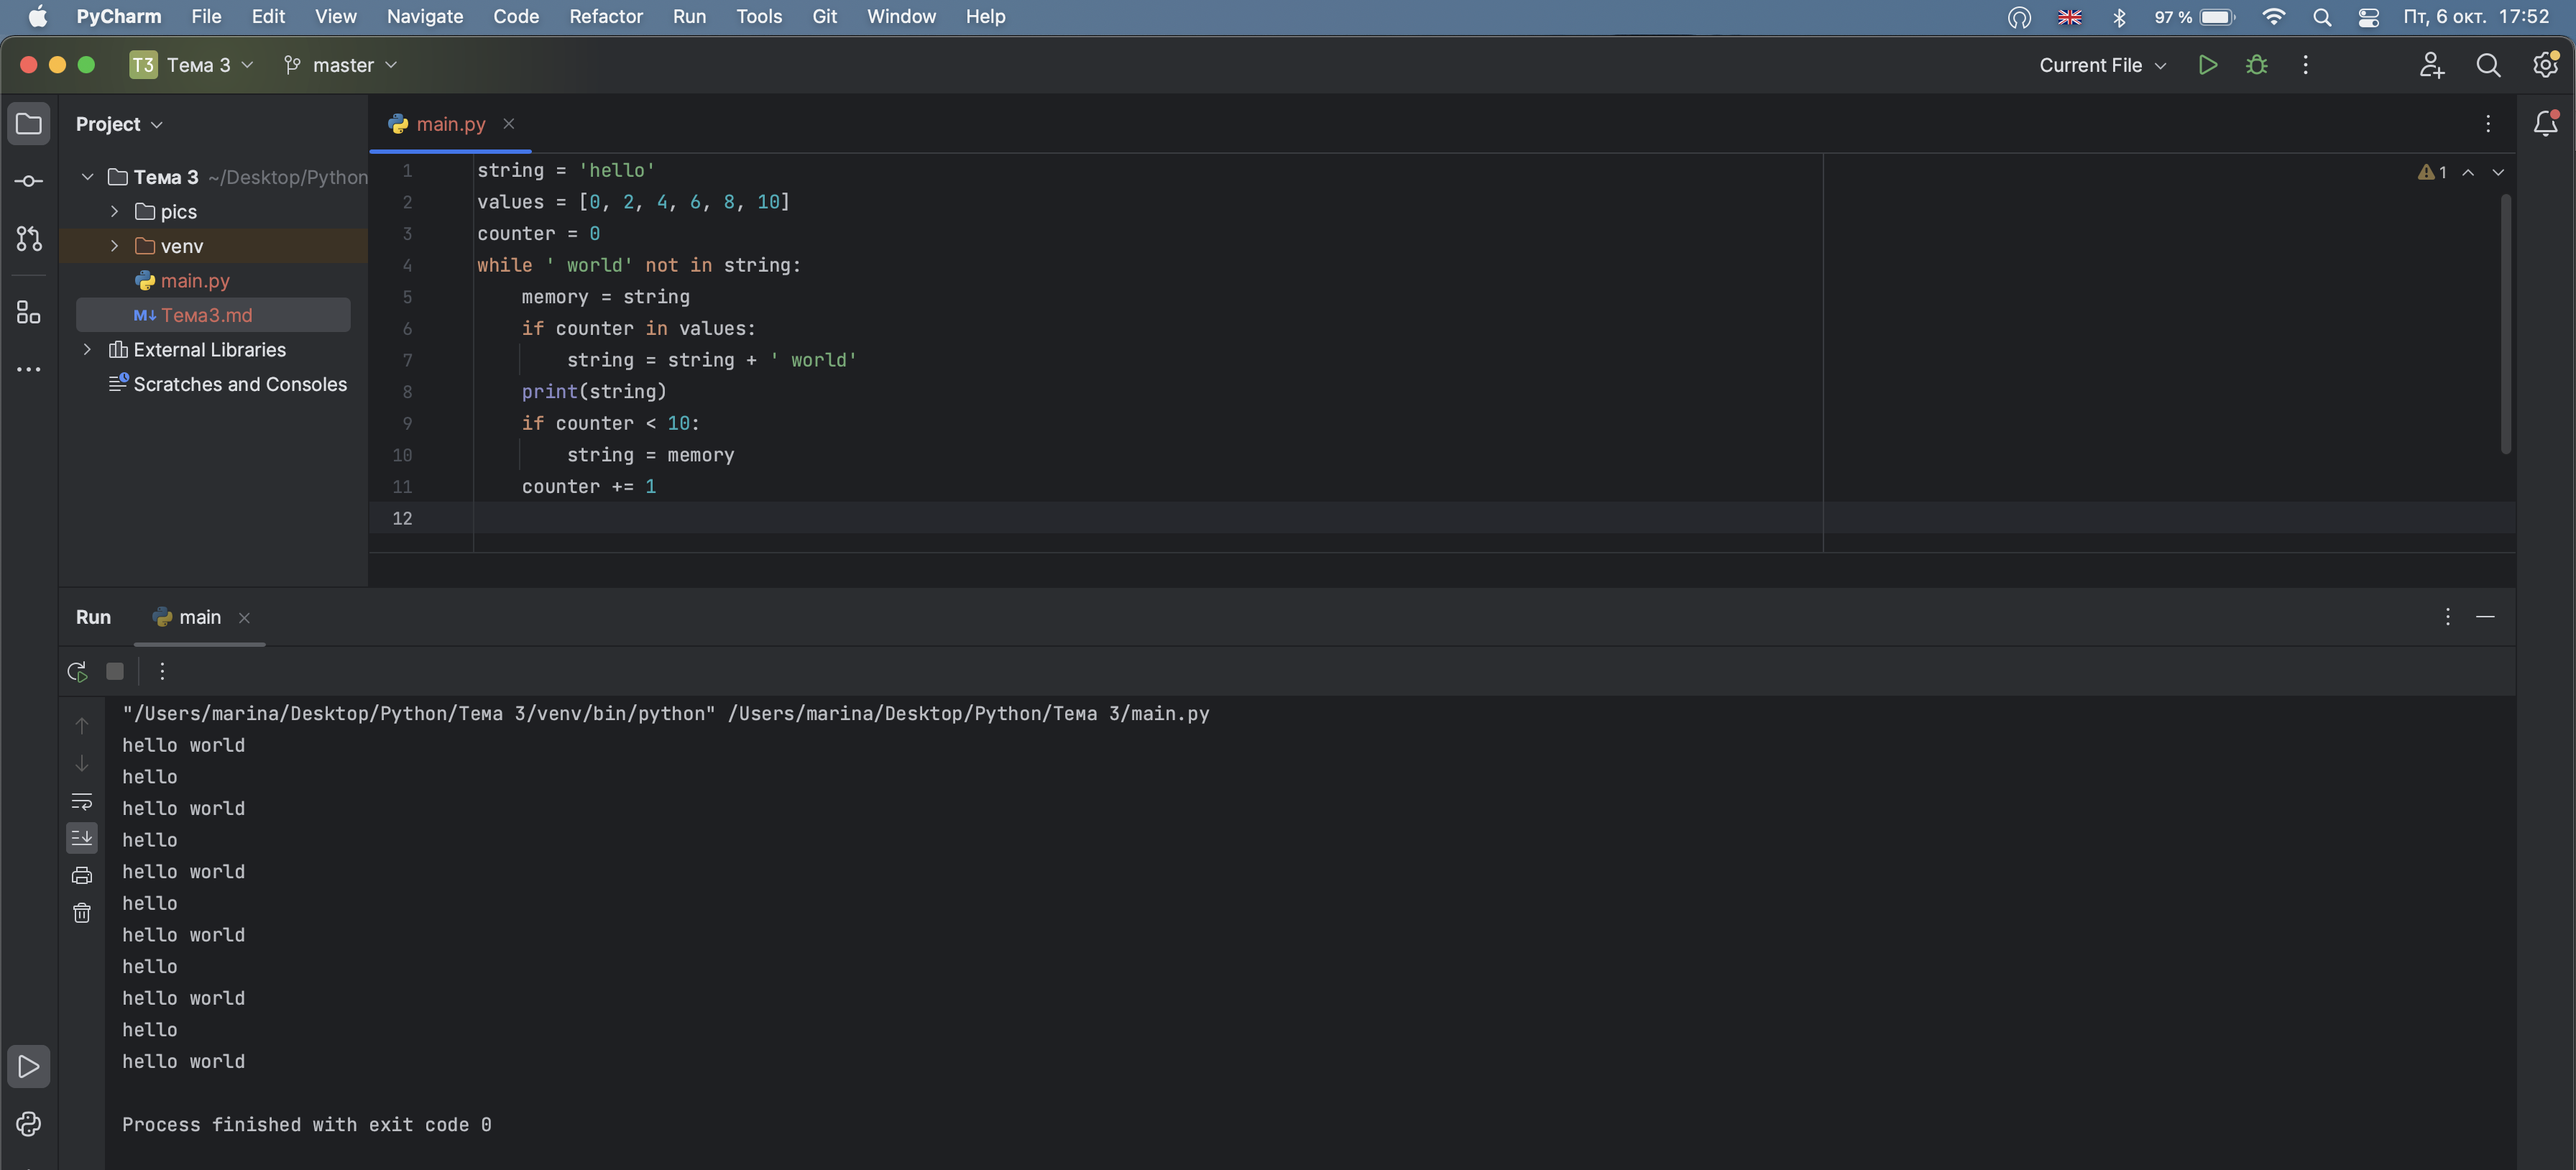 PyCharm File Edit View Navigate Code Refactor Run Tools Git Window Help 97 % Пт, 6 окт. 17:52
T3 Тема 3 master Current File
Project
main.py
Тема 3 ~/Desktop/Python
pics
venv
main.py
M↓ Тема3.md
External Libraries
Scratches and Consoles
1 string = 'hello'
2 values = [0, 2, 4, 6, 8, 10]
3 counter = 0
4 while ' world' not in string:
5     memory = string
6     if counter in values:
7         string = string + ' world'
8     print(string)
9     if counter < 10:
10         string = memory
11     counter += 1
12
1
Run main
"/Users/marina/Desktop/Python/Тема 3/venv/bin/python" /Users/marina/Desktop/Python/Тема 3/main.py
hello world
hello
hello world
hello
hello world
hello
hello world
hello
hello world
hello
hello world
Process finished with exit code 0